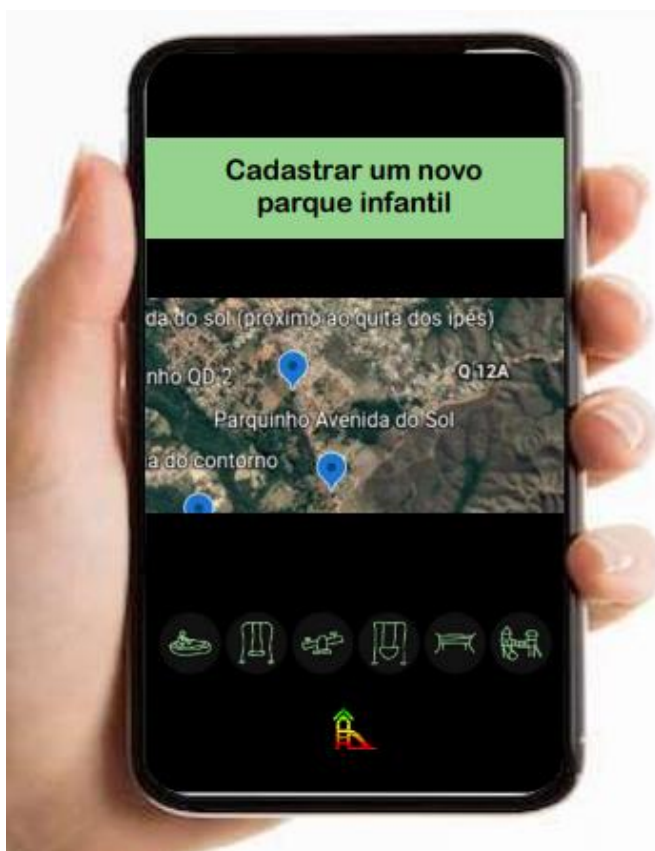 Cadastrar um novo
parque infantil
da do sol (próximo ao quita dos ipês)
nho QD 2
Q 12A
Parquinho Avenida do Sol
a do contorno